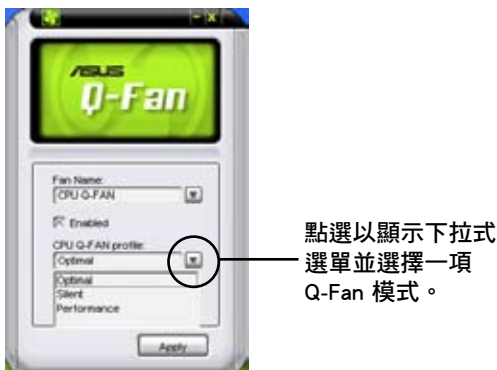 ASUS
Q-Fan
Fan Name:
CPU Q-FAN
Enabled
CPU Q-FAN profile:
Optimal
Optimal
Silent
Performance
Apply
點選以顯示下拉式
選單並選擇一項
Q-Fan 模式。